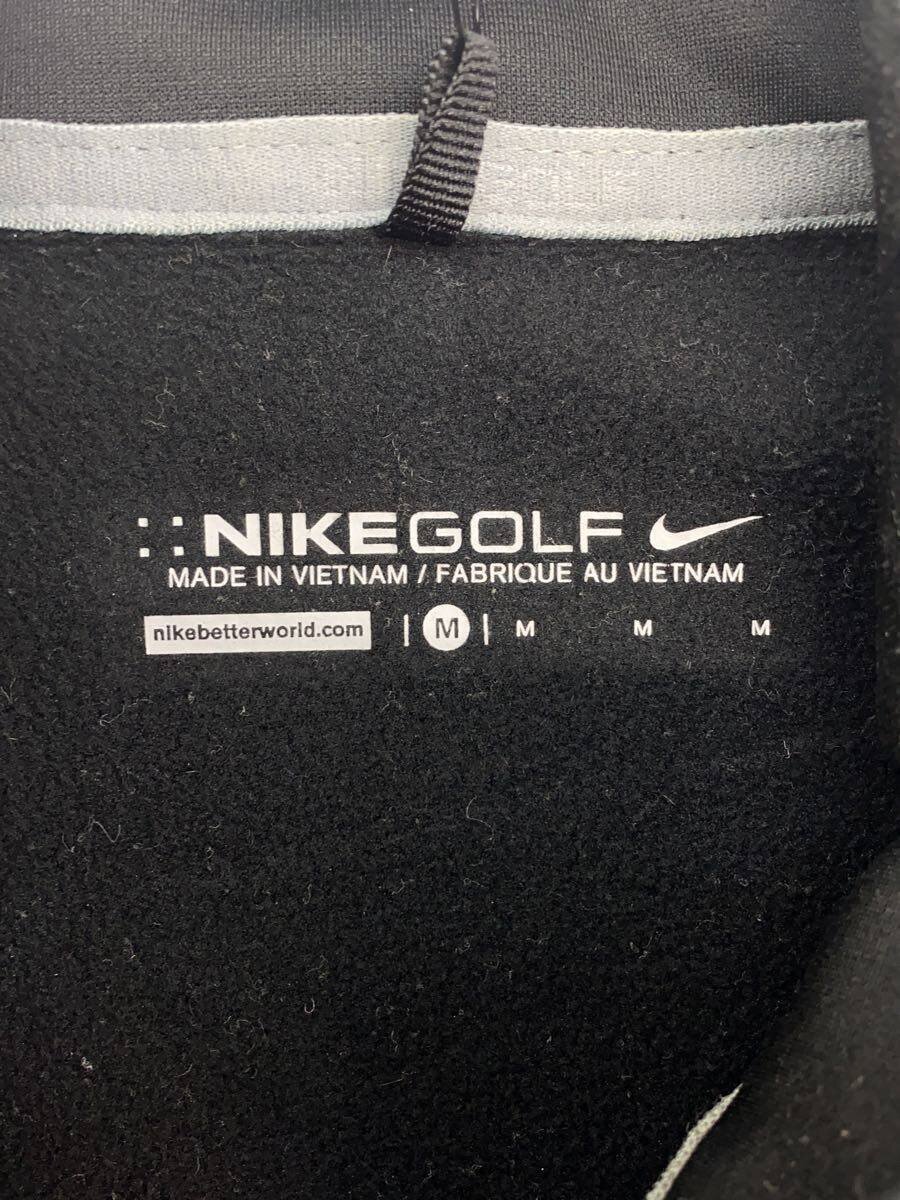 NIKEGOLF
MADE IN VIETNAM / FABRIQUE AU VIETNAM
nikebetterworld.com | M | M M M